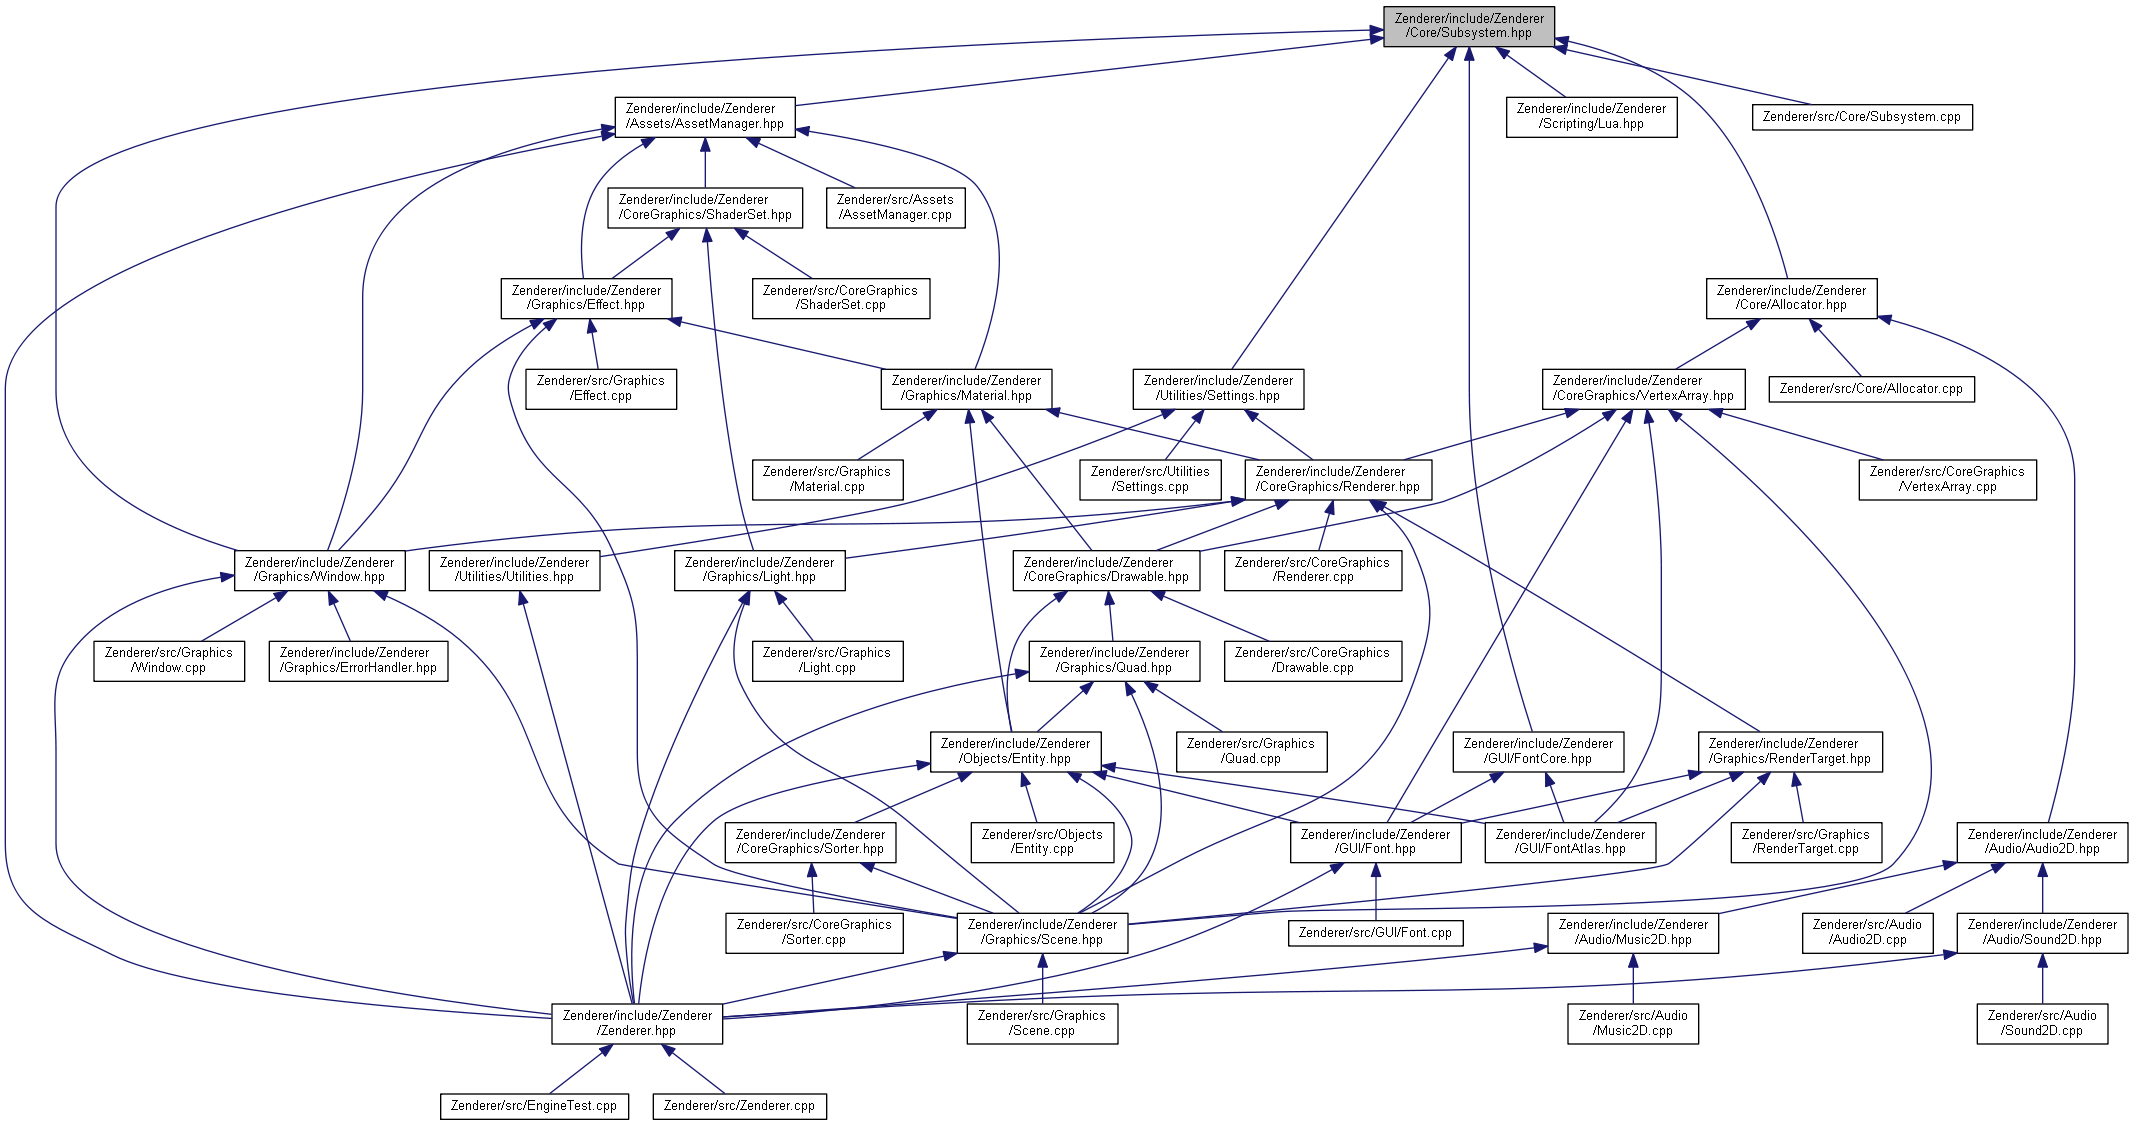 Zenderer/include/Zenderer
/Core/Subsystem.hpp
Zenderer/include/Zenderer
/Assets/AssetManager.hpp
Zenderer/include/Zenderer
/Scripting/Lua.hpp
Zenderer/src/Core/Subsystem.cpp
Zenderer/include/Zenderer
/CoreGraphics/ShaderSet.hpp
Zenderer/src/Assets
/AssetManager.cpp
Zenderer/include/Zenderer
/Graphics/Effect.hpp
Zenderer/src/CoreGraphics
/ShaderSet.cpp
Zenderer/include/Zenderer
/Core/Allocator.hpp
Zenderer/src/Graphics
/Effect.cpp
Zenderer/include/Zenderer
/Graphics/Material.hpp
Zenderer/include/Zenderer
/Utilities/Settings.hpp
Zenderer/include/Zenderer
/CoreGraphics/VertexArray.hpp
Zenderer/src/Core/Allocator.cpp
Zenderer/src/Graphics
/Material.cpp
Zenderer/src/Utilities
/Settings.cpp
Zenderer/include/Zenderer
/CoreGraphics/Renderer.hpp
Zenderer/src/CoreGraphics
/VertexArray.cpp
Zenderer/include/Zenderer
/Graphics/Window.hpp
Zenderer/include/Zenderer
/Utilities/Utilities.hpp
Zenderer/include/Zenderer
/Graphics/Light.hpp
Zenderer/include/Zenderer
/CoreGraphics/Drawable.hpp
Zenderer/src/CoreGraphics
/Renderer.cpp
Zenderer/src/Graphics
/Window.cpp
Zenderer/include/Zenderer
/Graphics/ErrorHandler.hpp
Zenderer/src/Graphics
/Light.cpp
Zenderer/include/Zenderer
/Graphics/Quad.hpp
Zenderer/src/CoreGraphics
/Drawable.cpp
Zenderer/include/Zenderer
/Objects/Entity.hpp
Zenderer/src/Graphics
/Quad.cpp
Zenderer/include/Zenderer
/GUI/FontCore.hpp
Zenderer/include/Zenderer
/Graphics/RenderTarget.hpp
Zenderer/include/Zenderer
/CoreGraphics/Sorter.hpp
Zenderer/src/Objects
/Entity.cpp
Zenderer/include/Zenderer
/GUI/Font.hpp
Zenderer/include/Zenderer
/GUI/FontAtlas.hpp
Zenderer/src/Graphics
/RenderTarget.cpp
Zenderer/include/Zenderer
/Audio/Audio2D.hpp
Zenderer/src/CoreGraphics
/Sorter.cpp
Zenderer/include/Zenderer
/Graphics/Scene.hpp
Zenderer/src/GUI/Font.cpp
Zenderer/include/Zenderer
/Audio/Music2D.hpp
Zenderer/src/Audio
/Audio2D.cpp
Zenderer/include/Zenderer
/Audio/Sound2D.hpp
Zenderer/include/Zenderer
/Zenderer.hpp
Zenderer/src/Graphics
/Scene.cpp
Zenderer/src/Audio
/Music2D.cpp
Zenderer/src/Audio
/Sound2D.cpp
Zenderer/src/EngineTest.cpp
Zenderer/src/Zenderer.cpp